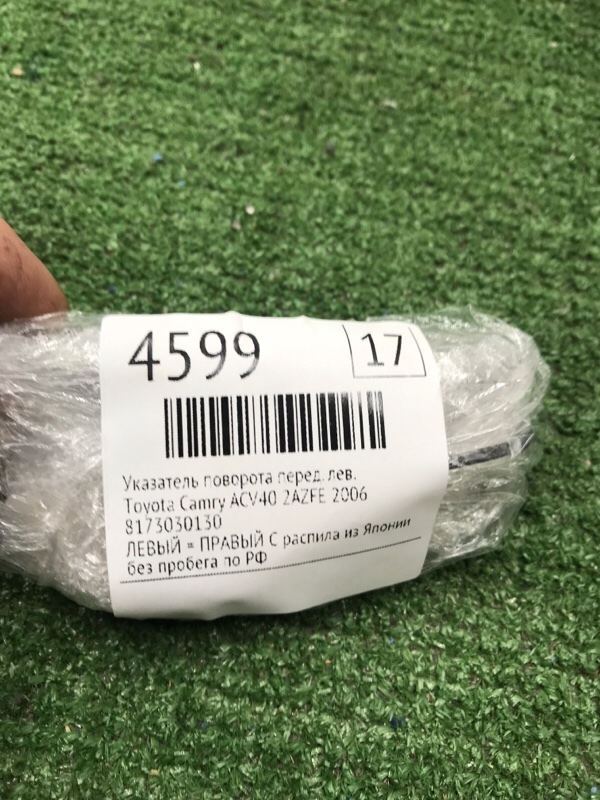 4599
17
Указатель поворота перед. лев.
Toyota Camry ACV40 2AZFE 2006
8173030130
ЛЕВЫЙ = ПРАВЫЙ С распила из Японии
без пробега по РФ